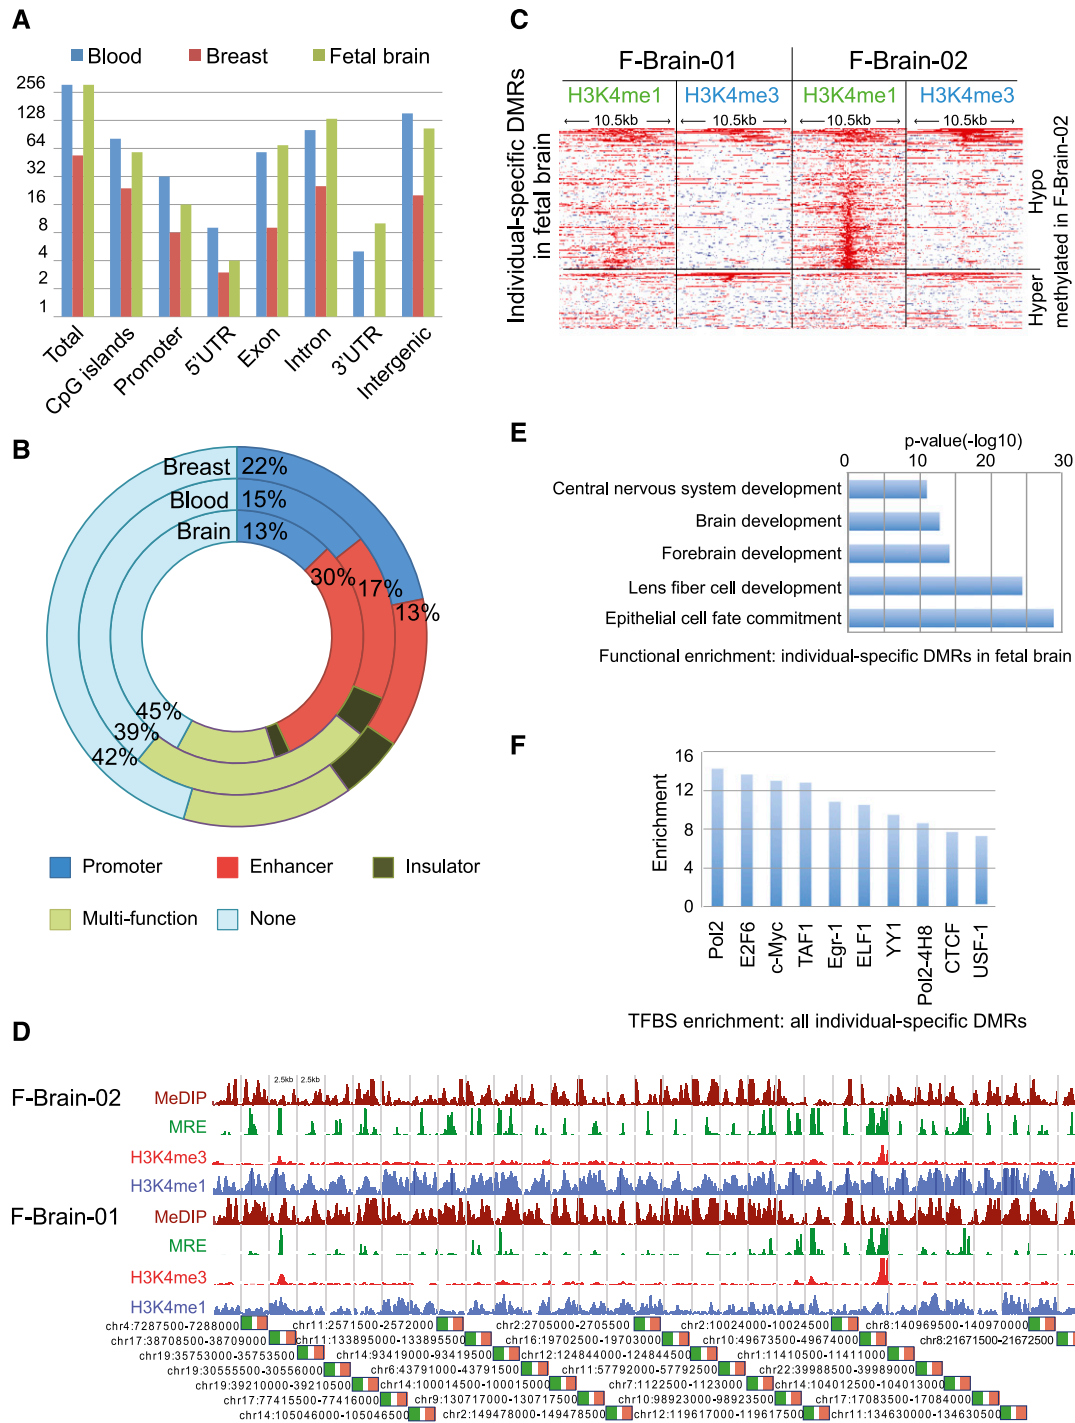 A
Blood
Breast
Fetal brain
256
128
64
32
16
8
4
2
1
Total
CpG islands
Promoter
5'UTR
Exon
Intron
3'UTR
Intergenic
B
Breast 22%
Blood 15%
Brain 13%
30%
17%
13%
45%
39%
42%
Promoter
Enhancer
Insulator
Multi-function
None
C
F-Brain-01
F-Brain-02
H3K4me1
H3K4me3
H3K4me1
H3K4me3
10.5kb
10.5kb
10.5kb
10.5kb
Individual-specific DMRs
in fetal brain
Hypo
Hyper
methylated in F-Brain-02
E
p-value(-log10)
0
10
20
30
Central nervous system development
Brain development
Forebrain development
Lens fiber cell development
Epithelial cell fate commitment
Functional enrichment: individual-specific DMRs in fetal brain
F
Enrichment
16
12
8
4
0
Pol2
E2F6
c-Myc
TAF1
Egr-1
ELF1
YY1
Pol2-4H8
CTCF
USF-1
TFBS enrichment: all individual-specific DMRs
D
2.5kb 2.5kb
F-Brain-02
MeDIP
MRE
H3K4me3
H3K4me1
F-Brain-01
MeDIP
MRE
H3K4me3
H3K4me1
chr4:7287500-7288000
chr11:2571500-2572000
chr2:2705000-2705500
chr2:10024000-10024500
chr8:140969500-140970000
chr17:38708500-38709000
chr11:133895000-133895500
chr16:19702500-19703000
chr10:49673500-49674000
chr8:21671500-21672500
chr19:35753000-35753500
chr14:93419000-93419500
chr12:124844000-124844500
chr1:11410500-11411000
chr19:30555500-30556000
chr6:43791000-43791500
chr11:57792000-57792500
chr22:39988500-39989000
chr19:39210000-39210500
chr14:100014500-100015000
chr7:1122500-1123000
chr14:104012500-104013000
chr17:77415500-77416000
chr9:130717000-130717500
chr10:98923000-98923500
chr17:17083500-17084000
chr14:105046000-105046500
chr2:149478000-149478500
chr12:119617000-119617500
chr11:134630000-134630500